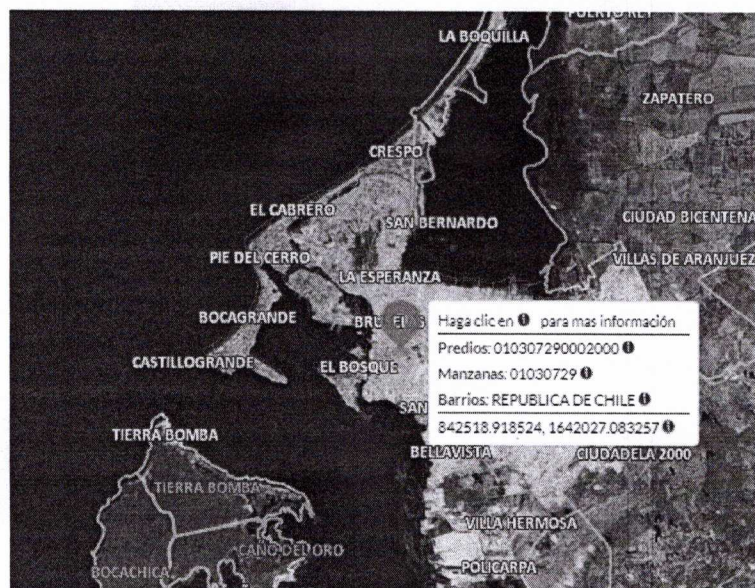 PUERTO REY
LA BOQUILLA
ZAPATERO
CRESPO
EL CABRERO
SAN BERNARDO
CIUDAD BICENTENA
PIE DEL CERRO
VILLAS DE ARANJUEZ
LA ESPERANZA
BOCAGRANDE
Haga clic en para mas información
Predios: 010307290002000
CASTILLOGRANDE
EL BOSQUE
Manzanas: 01030729
Barrios: REPUBLICA DE CHILE
SAN
842518.918524, 1642027.083257
TIERRA BOMBA
BELLAVISTA
CIUDADELA 2000
TIERRA BOMBA
VILLA HERMOSA
CAÑO DEL ORO
BOCACHICA
POLICARPA